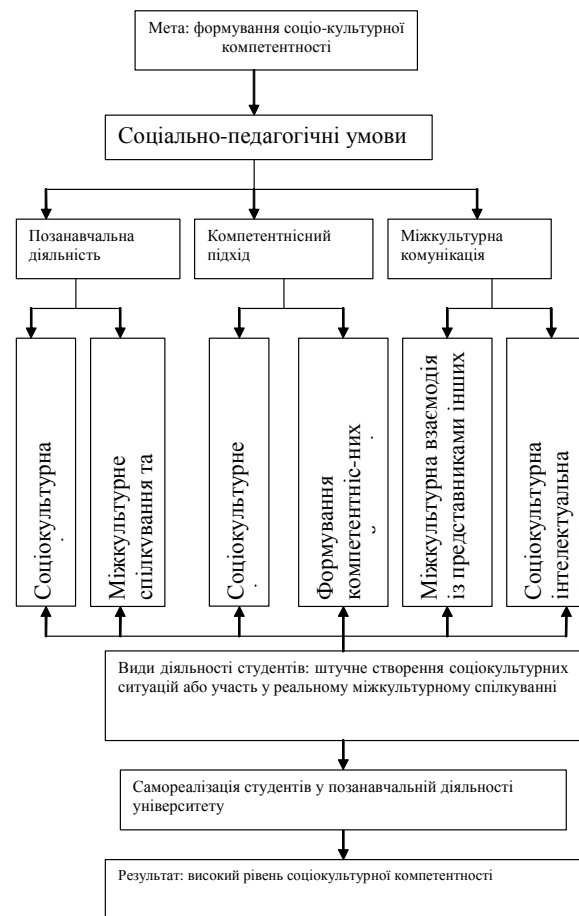 Мета: формування соціо-культурної
компетентності
Соціально-педагогічні умови
Позанавчальна
діяльність
Компетентнісний
підхід
Міжкультурна
комунікація
Соціокультурна
Міжкультурне
спілкування та
Соціокультурне
Формування
компетентніс-них
Міжкультурна взаємодія
із представниками інших
Соціокультурна
інтелектуальна
Види діяльності студентів: штучне створення соціокультурних
ситуацій або участь у реальному міжкультурному спілкуванні
Самореалізація студентів у позанавчальній діяльності
університету
Результат: високий рівень соціокультурної компетентності